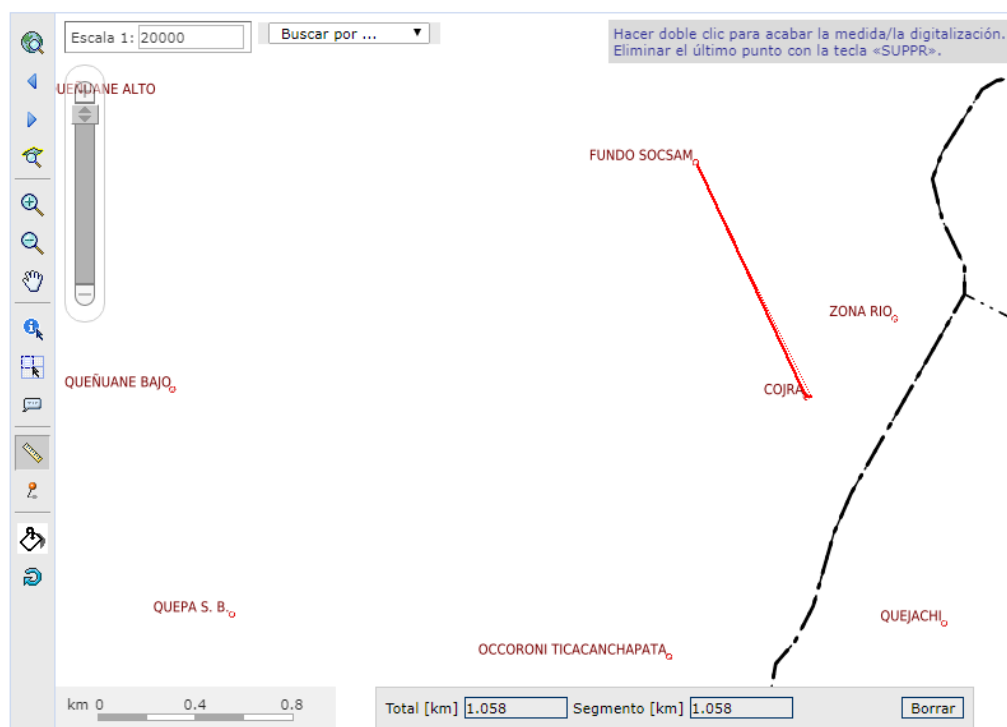 Escala 1: 20000
Buscar por ...
Hacer doble clic para acabar la medida/la digitalización.
Eliminar el último punto con la tecla «SUPPR».
UEÑUANE ALTO
FUNDO SOCSAM
ZONA RIO
QUEÑUANE BAJO
COJRA
QUEPA S. B.
QUEJACHI
OCCORONI TICACANCHAPATA
km 0 0.4 0.8
Total [km] 1.058 Segmento [km] 1.058 Borrar